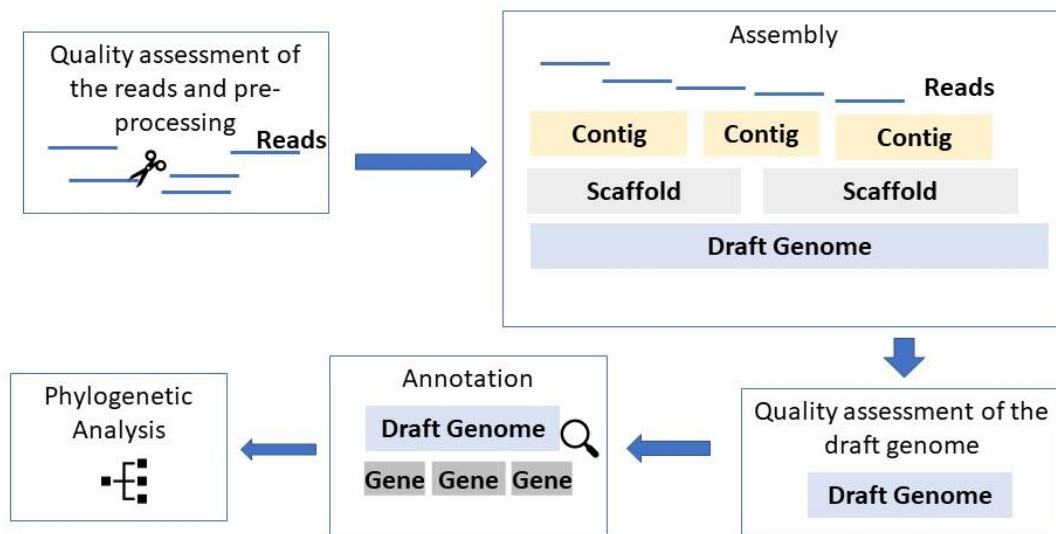 Quality assessment of
the reads and pre-
processing
Reads
Assembly
Reads
Contig
Contig
Contig
Scaffold
Scaffold
Draft Genome
Quality assessment of the
draft genome
Draft Genome
Annotation
Draft Genome
Gene
Gene
Gene
Phylogenetic
Analysis